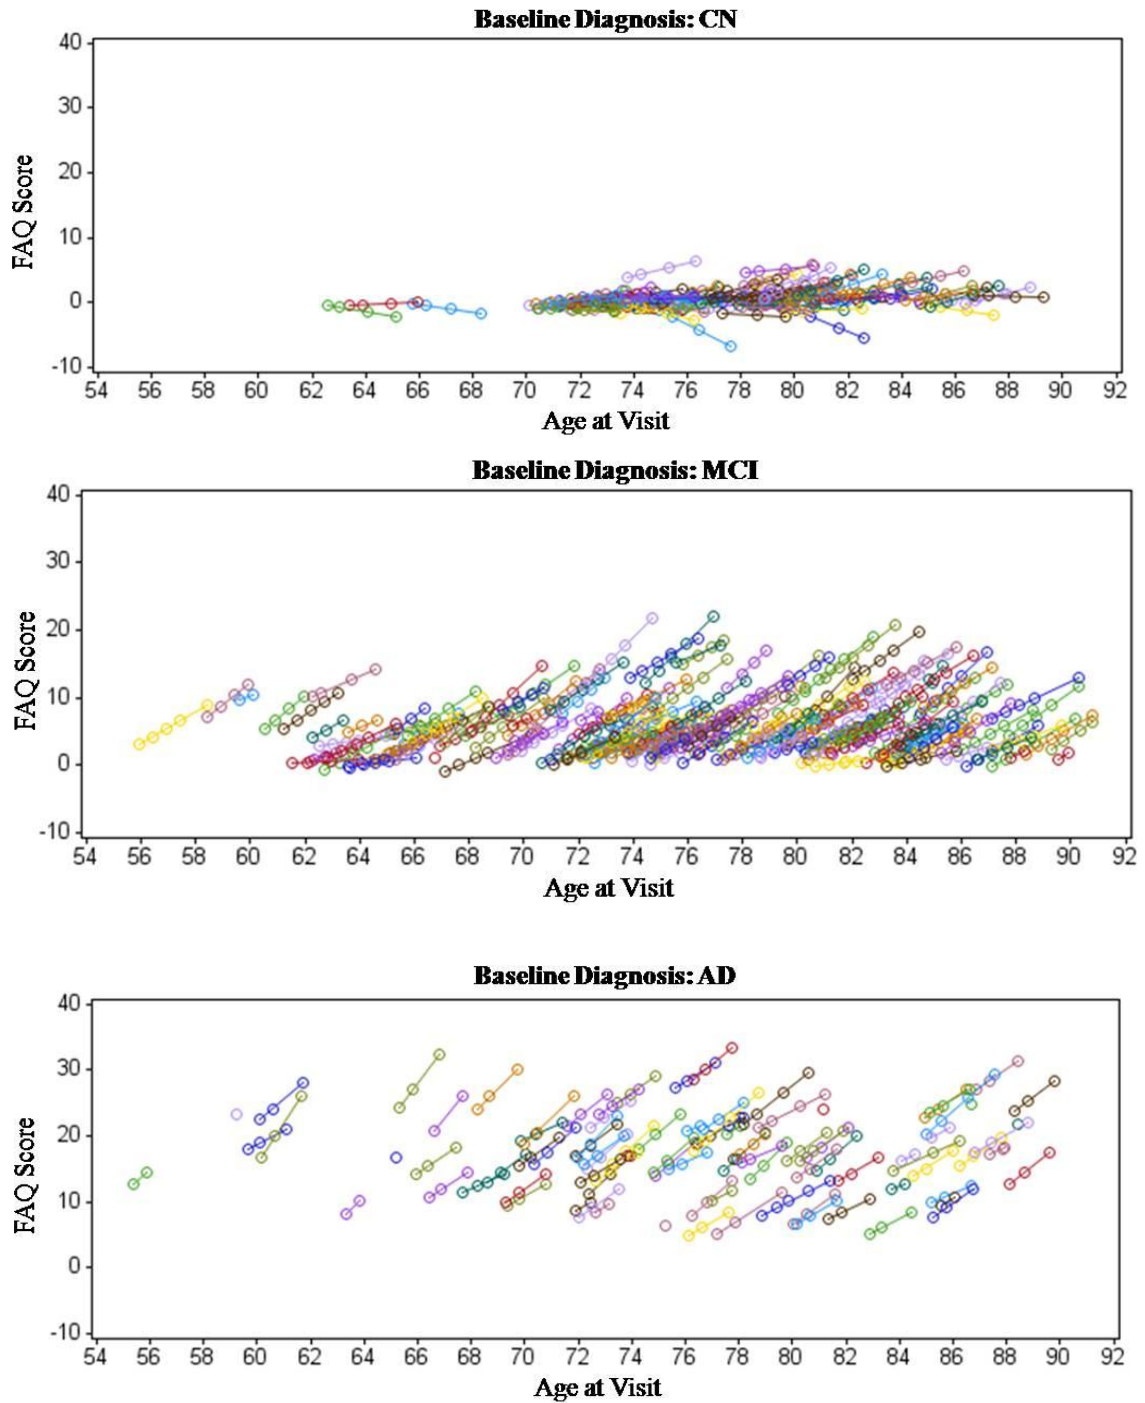 Baseline Diagnosis: CN
40
30
20
10
0
-10
FAQ Score
54 56 58 60 62 64 66 68 70 72 74 76 78 80 82 84 86 88 90 92
Age at Visit
Baseline Diagnosis: MCI
40
30
20
10
0
-10
FAQ Score
54 56 58 60 62 64 66 68 70 72 74 76 78 80 82 84 86 88 90 92
Age at Visit
Baseline Diagnosis: AD
40
30
20
10
0
-10
FAQ Score
54 56 58 60 62 64 66 68 70 72 74 76 78 80 82 84 86 88 90 92
Age at Visit